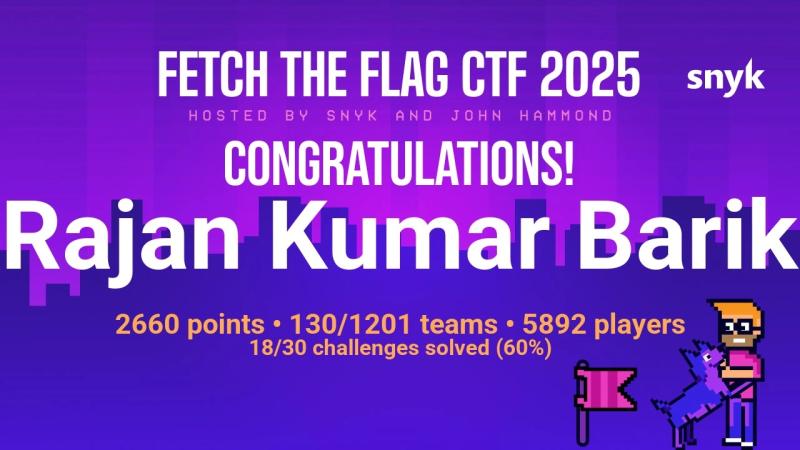 FETCH THE FLAG CTF 2025
snyk
HOSTED BY SNYK AND JOHN HAMMOND
CONGRATULATIONS!
Rajan Kumar Barik
2660 points • 130/1201 teams • 5892 players
18/30 challenges solved (60%)